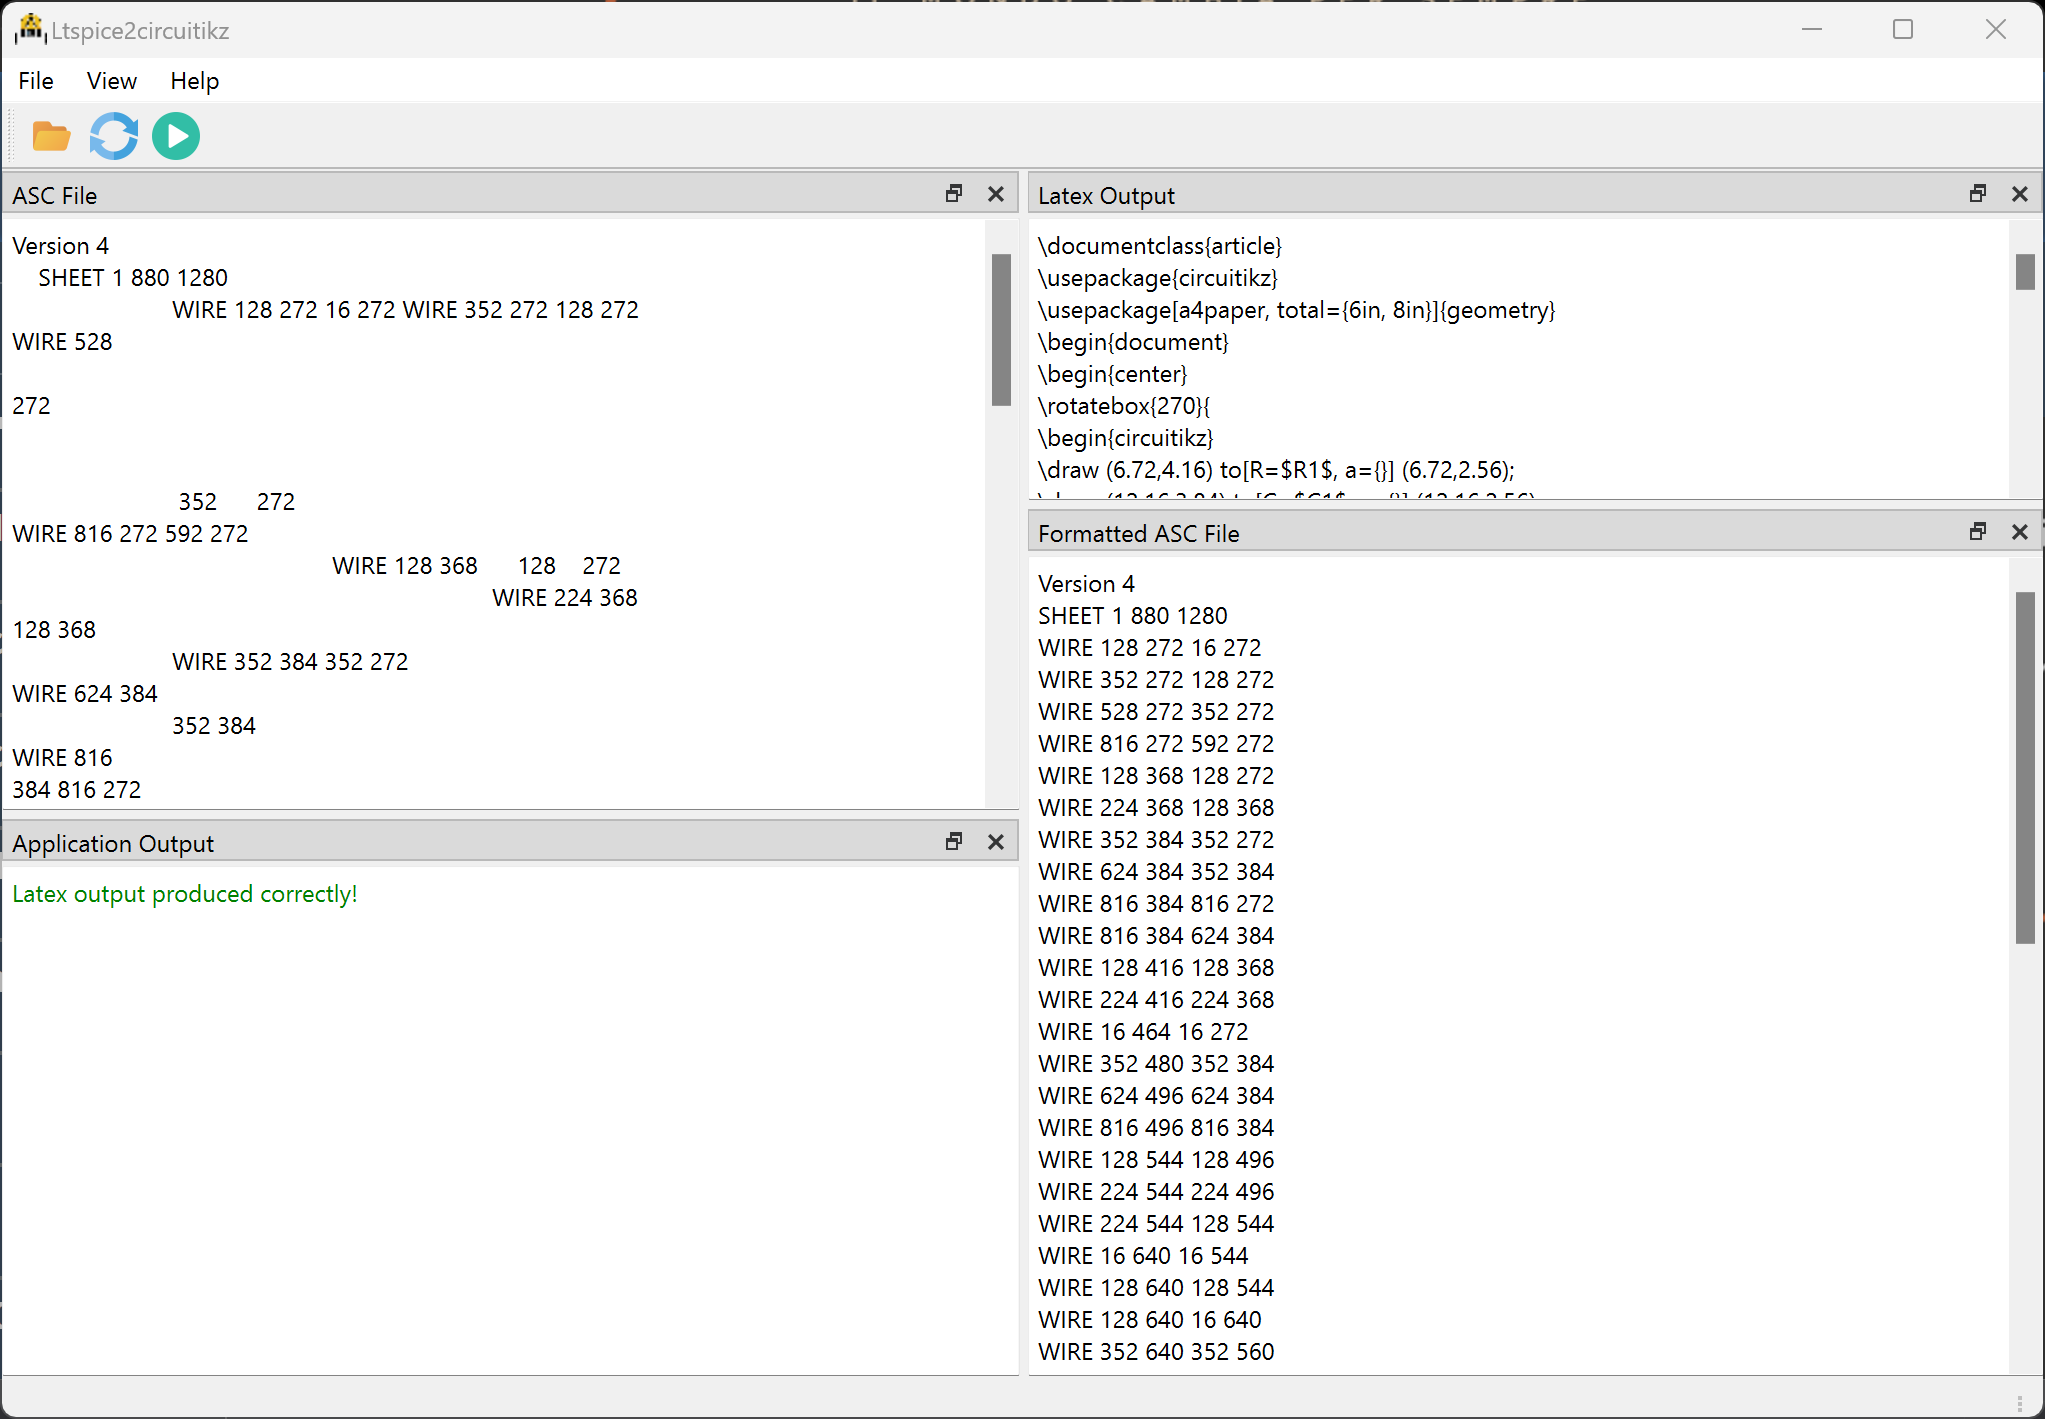 Ltspice2circuitikz
File View Help
ASC File
Version 4
SHEET 1 880 1280
WIRE 128 272 16 272 WIRE 352 272 128 272
WIRE 528
272
352 272
WIRE 816 272 592 272
WIRE 128 368 128 272
WIRE 224 368
128 368
WIRE 352 384 352 272
WIRE 624 384
352 384
WIRE 816
384 816 272
Application Output
Latex output produced correctly!
Latex Output
\documentclass{article}
\usepackage{circuitikz}
\usepackage[a4paper, total={6in, 8in}]{geometry}
\begin{document}
\begin{center}
\rotatebox{270}{
\begin{circuitikz}
\draw (6.72,4.16) to[R=$R1$, a={}] (6.72,2.56);
Formatted ASC File
Version 4
SHEET 1 880 1280
WIRE 128 272 16 272
WIRE 352 272 128 272
WIRE 528 272 352 272
WIRE 816 272 592 272
WIRE 128 368 128 272
WIRE 224 368 128 368
WIRE 352 384 352 272
WIRE 624 384 352 384
WIRE 816 384 816 272
WIRE 816 384 624 384
WIRE 128 416 128 368
WIRE 224 416 224 368
WIRE 16 464 16 272
WIRE 352 480 352 384
WIRE 624 496 624 384
WIRE 816 496 816 384
WIRE 128 544 128 496
WIRE 224 544 224 496
WIRE 224 544 128 544
WIRE 16 640 16 544
WIRE 128 640 128 544
WIRE 128 640 16 640
WIRE 352 640 352 560